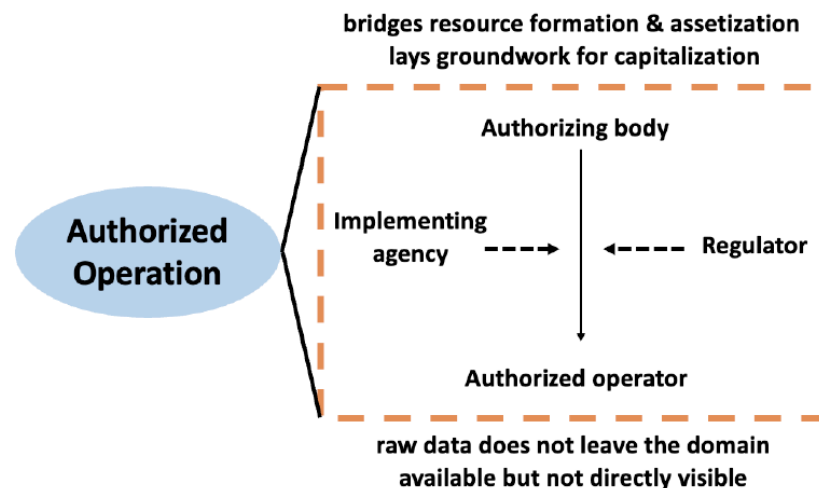 bridges resource formation & assetization
lays groundwork for capitalization
Authorizing body
Authorized
Operation
Implementing
agency
Regulator
Authorized operator
raw data does not leave the domain
available but not directly visible